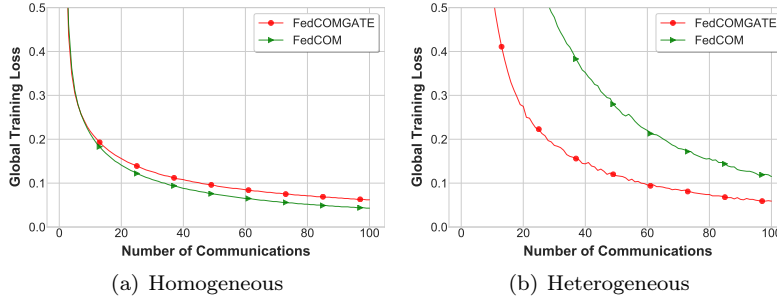 0.5
0.4
0.3
0.2
0.1
0.0
Global Training Loss
FedCOMGATE
FedCOM
0 20 40 60 80 100
Number of Communications
(a) Homogeneous
0.5
0.4
0.3
0.2
0.1
0.0
Global Training Loss
FedCOMGATE
FedCOM
0 20 40 60 80 100
Number of Communications
(b) Heterogeneous